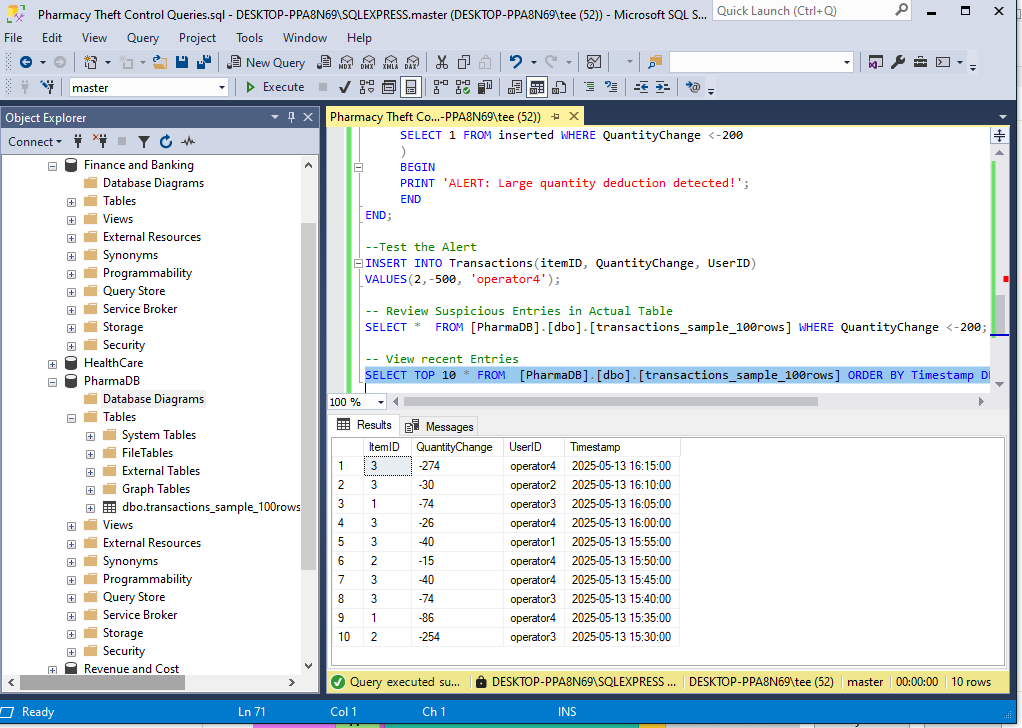 Pharmacy Theft Control Queries.sql - DESKTOP-PPA8N69\SQLEXPRESS.master (DESKTOP-PPA8N69\tee (52)) - Microsoft SQL S...
Quick Launch (Ctrl+Q)
File Edit View Query Project Tools Window Help
New Query MDX DMX XMLA DAX
master Execute
Object Explorer
Connect
Finance and Banking
Database Diagrams
Tables
Views
External Resources
Synonyms
Programmability
Query Store
Service Broker
Storage
Security
HealthCare
PharmaDB
Database Diagrams
Tables
System Tables
FileTables
External Tables
Graph Tables
dbo.transactions_sample_100rows
Views
External Resources
Synonyms
Programmability
Query Store
Service Broker
Storage
Security
Revenue and Cost
Pharmacy Theft Co...-PPA8N69\tee (52))
SELECT 1 FROM inserted WHERE QuantityChange <-200
)
BEGIN
PRINT 'ALERT: Large quantity deduction detected!';
END
END;
--Test the Alert
INSERT INTO Transactions(itemID, QuantityChange, UserID)
VALUES(2,-500, 'operator4');
-- Review Suspicious Entries in Actual Table
SELECT * FROM [PharmaDB].[dbo].[transactions_sample_100rows] WHERE QuantityChange <-200;
-- View recent Entries
SELECT TOP 10 * FROM [PharmaDB].[dbo].[transactions_sample_100rows] ORDER BY Timestamp
100 %
Results Messages
ItemID QuantityChange UserID Timestamp
1 3 -274 operator4 2025-05-13 16:15:00
2 3 -30 operator2 2025-05-13 16:10:00
3 1 -74 operator3 2025-05-13 16:05:00
4 3 -26 operator4 2025-05-13 16:00:00
5 3 -40 operator1 2025-05-13 15:55:00
6 2 -15 operator4 2025-05-13 15:50:00
7 3 -40 operator4 2025-05-13 15:45:00
8 3 -74 operator3 2025-05-13 15:40:00
9 1 -86 operator4 2025-05-13 15:35:00
10 2 -254 operator3 2025-05-13 15:30:00
Query executed su... DESKTOP-PPA8N69\SQLEXPRESS ... DESKTOP-PPA8N69\tee (52) master 00:00:00 10 rows
Ready Ln 71 Col 1 Ch 1 INS